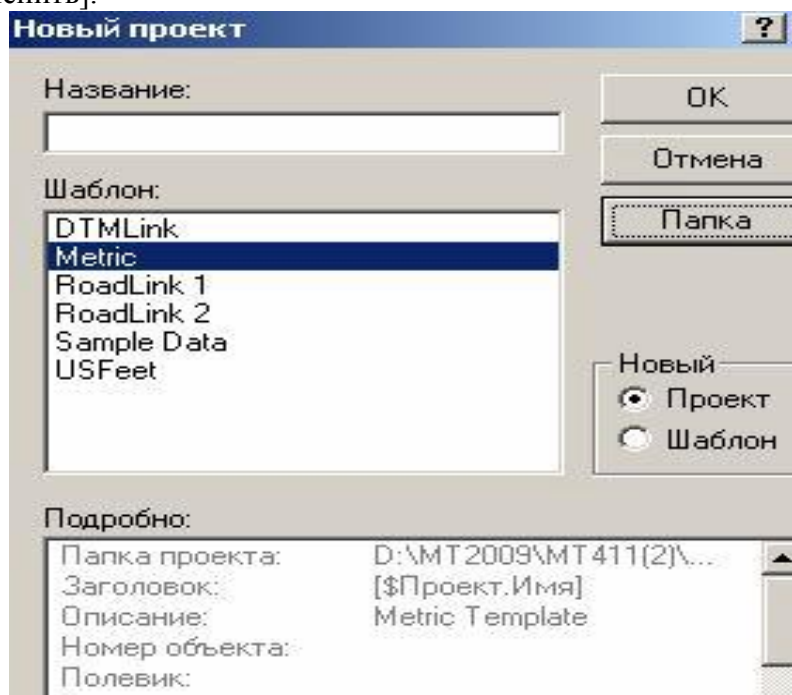 Новый проект
?
Название:
OK
Отмена
Шаблон:
Папка
DTMLink
Metric
RoadLink 1
RoadLink 2
Sample Data
USFeet
Новый
Проект
Шаблон
Подробно:
Папка проекта: D:\MT2009\MT411(2)\...
Заголовок: [$Проект.Имя]
Описание: Metric Template
Номер объекта:
Полевик: